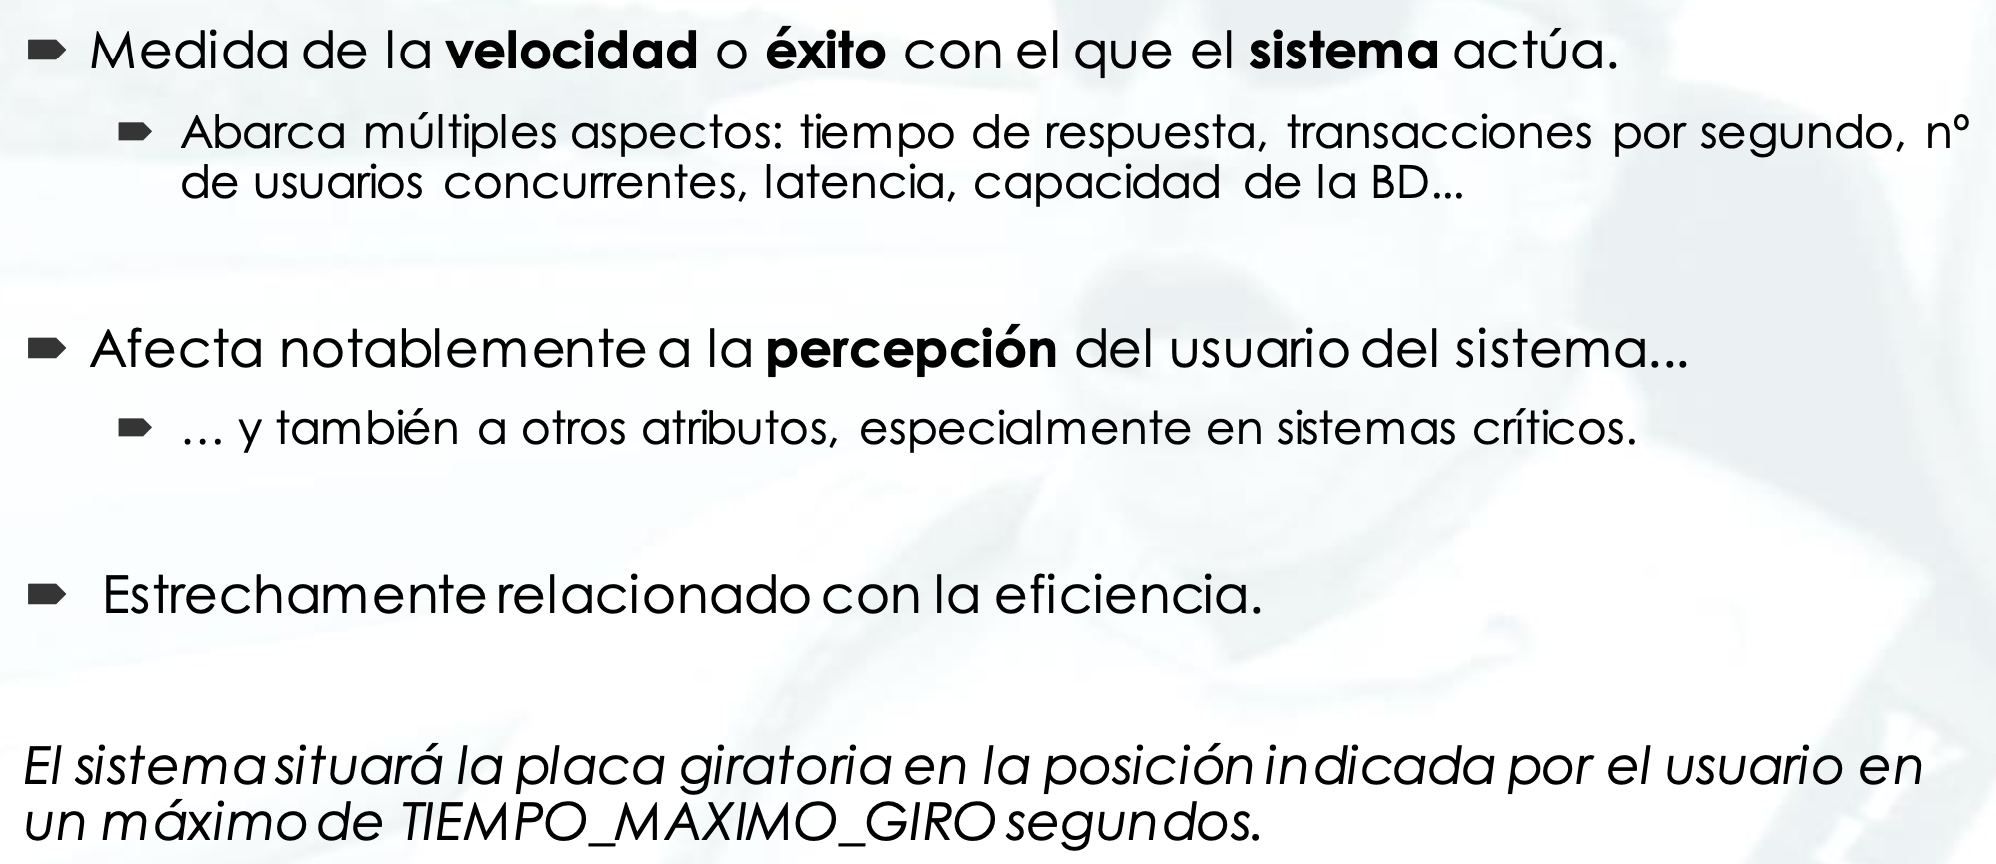 Medida de la velocidad o éxito con el que el sistema actúa.
Abarca múltiples aspectos: tiempo de respuesta, transacciones por segundo, nº
de usuarios concurrentes, latencia, capacidad de la BD...
Afecta notablemente a la percepción del usuario del sistema...
... y también a otros atributos, especialmente en sistemas críticos.
Estrechamente relacionado con la eficiencia.
El sistema situará la placa giratoria en la posición indicada por el usuario en
un máximo de TIEMPO_MAXIMO_GIRO segundos.